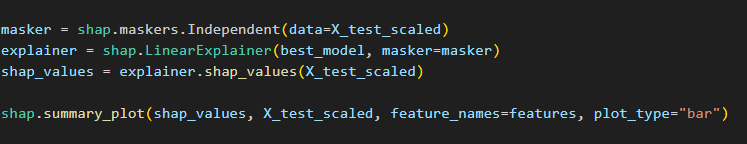 masker = shap.maskers.Independent(data=X_test_scaled)
explainer = shap.LinearExplainer(best_model, masker=masker)
shap_values = explainer.shap_values(X_test_scaled)
shap.summary_plot(shap_values, X_test_scaled, feature_names=features, plot_type="bar")